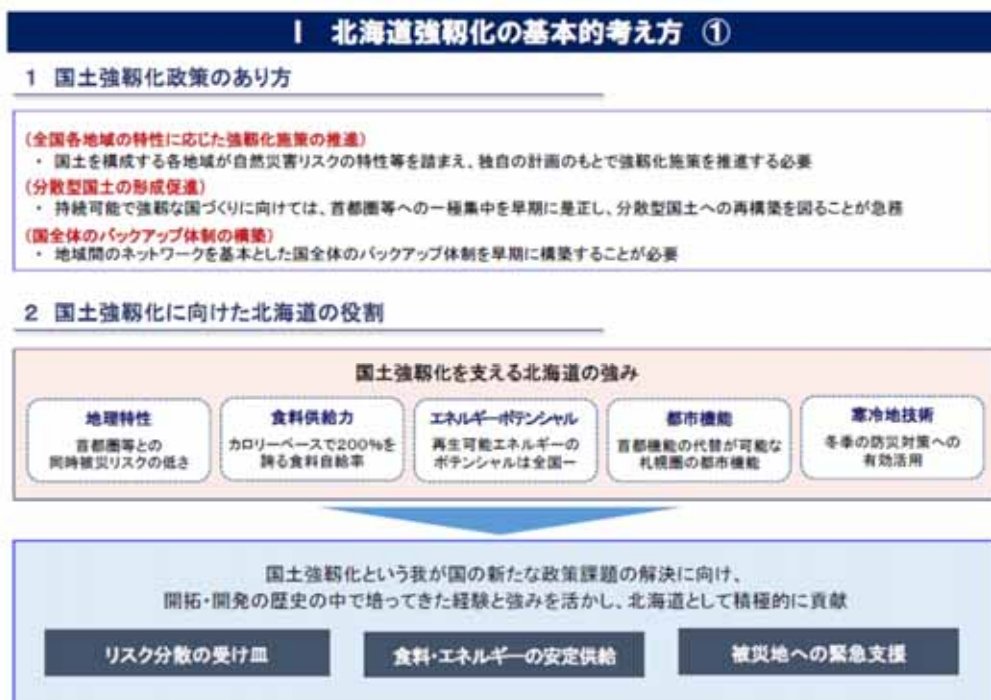 Ⅰ 北海道強靱化の基本的考え方 ①
1 国土強靱化政策のあり方
(全国各地域の特性に応じた強靱化施策の推進)
・ 国土を構成する各地域が自然災害リスクの特性等を踏まえ、独自の計画のもとで強靱化施策を推進する必要
(分散型国土の形成促進)
・ 持続可能で強靱な国づくりに向けては、首都圏等への一極集中を早期に是正し、分散型国土への再構築を図ることが急務
(国全体のバックアップ体制の構築)
・ 地域間のネットワークを基本とした国全体のバックアップ体制を早期に構築することが必要
2 国土強靱化に向けた北海道の役割
国土強靱化を支える北海道の強み
地理特性
首都圏等との
同時被災リスクの低さ
食料供給力
カロリーベースで200%を
誇る食料自給率
エネルギーポテンシャル
再生可能エネルギーの
ポテンシャルは全国一
都市機能
首都機能の代替が可能な
札幌圏の都市機能
寒冷地技術
冬季の防災対策への
有効活用
国土強靱化という我が国の新たな政策課題の解決に向け、
開拓・開発の歴史の中で培ってきた経験と強みを活かし、北海道として積極的に貢献
リスク分散の受け皿
食料・エネルギーの安定供給
被災地への緊急支援